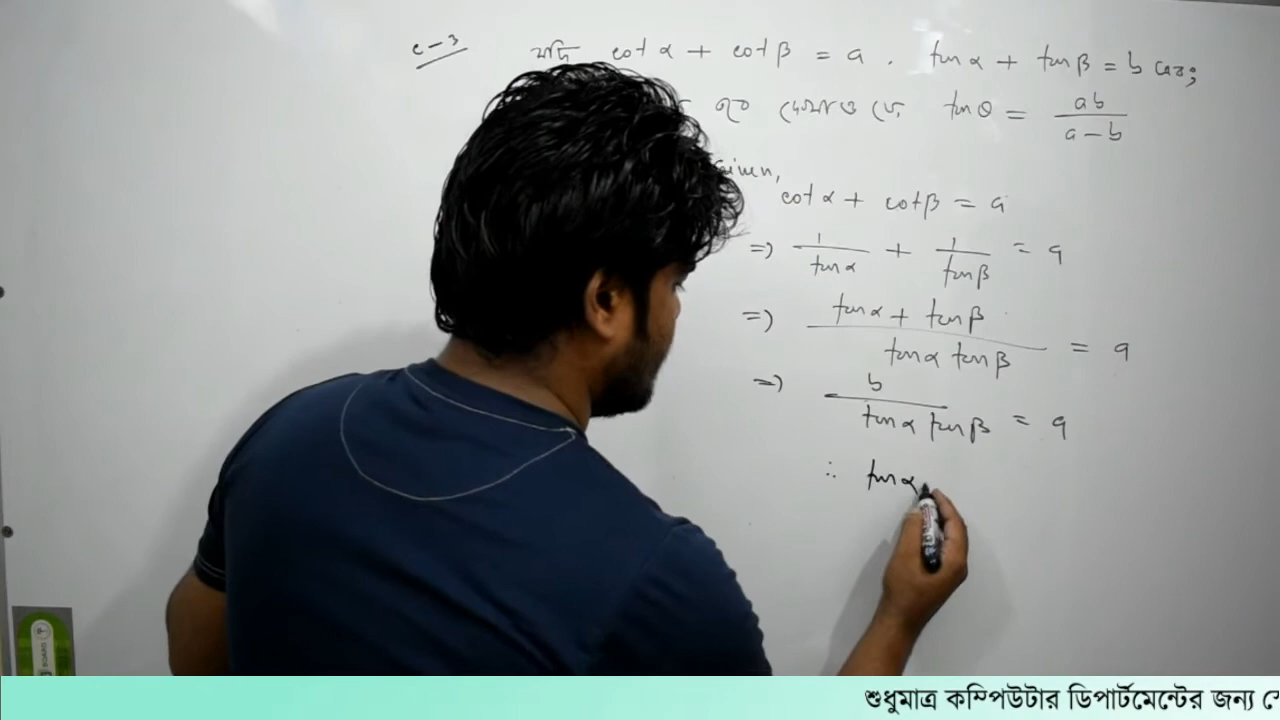 c-3 যদি cot α + cot β = a . tan α + tan β = b এবং
হয় দেখাও যে, tan θ = ab / a - b
Given,
cot α + cot β = a
=> 1 / tan α + 1 / tan β = a
=> tan α + tan β / tan α tan β = a
=> b / tan α tan β = a
∴ tan α
শুধুমাত্র কম্পিউটার ডিপার্টমেন্টের জন্য